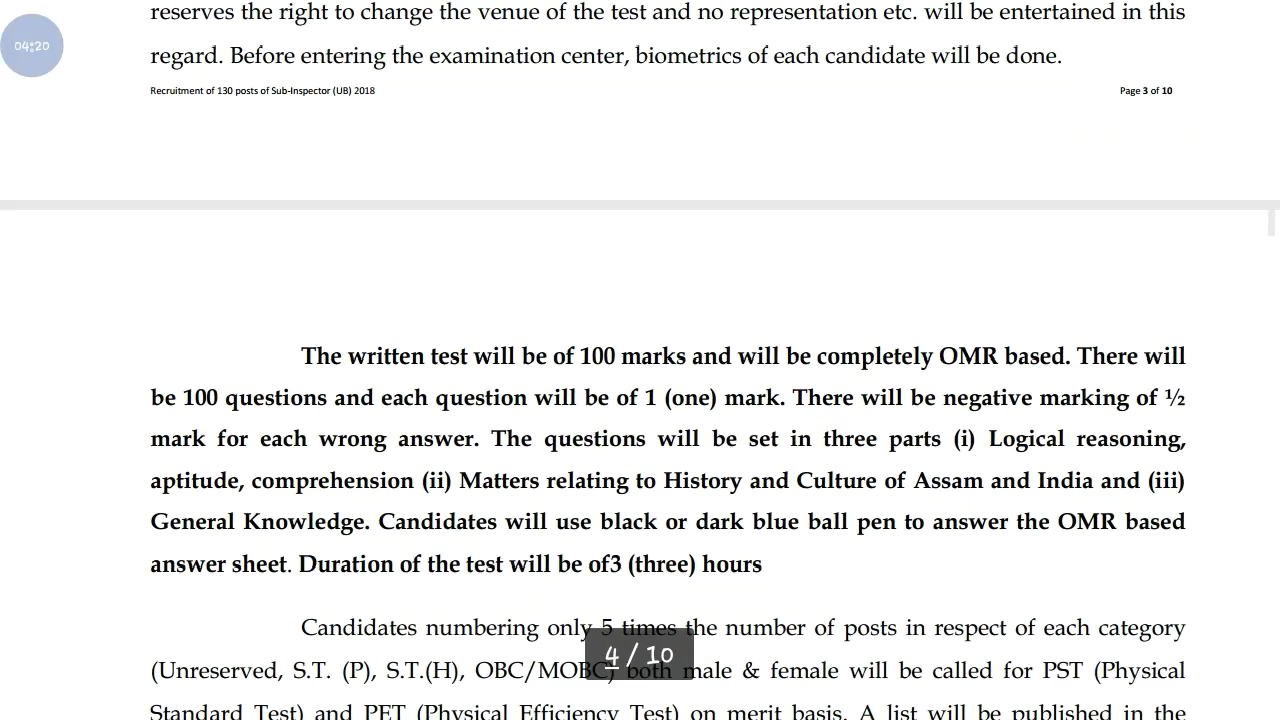 reserves the right to change the venue of the test and no representation etc. will be entertained in this
04:20
regard. Before entering the examination center, biometrics of each candidate will be done.
Recruitment of 130 posts of Sub-Inspector (UB) 2018 Page 3 of 10
The written test will be of 100 marks and will be completely OMR based. There will
be 100 questions and each question will be of 1 (one) mark. There will be negative marking of ½
mark for each wrong answer. The questions will be set in three parts (i) Logical reasoning,
aptitude, comprehension (ii) Matters relating to History and Culture of Assam and India and (iii)
General Knowledge. Candidates will use black or dark blue ball pen to answer the OMR based
answer sheet. Duration of the test will be of3 (three) hours
Candidates numbering only 5 times the number of posts in respect of each category
4 / 10
(Unreserved, S.T. (P), S.T.(H), OBC/MOBC) both male & female will be called for PST (Physical
Standard Test) and PET (Physical Efficiency Test) on merit basis. A list will be published in the